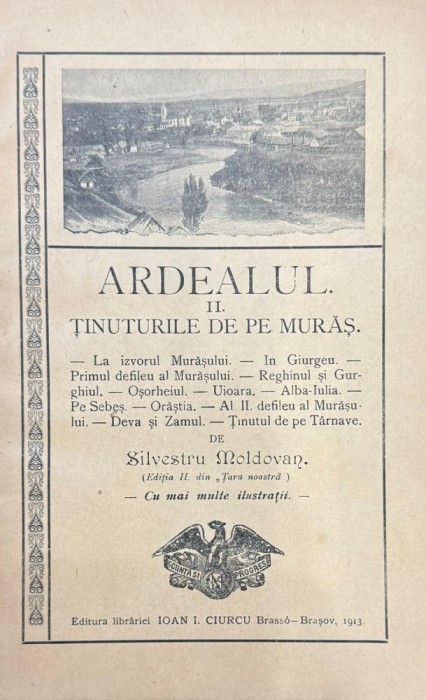 ARDEALUL.
II.
ȚINUTURILE DE PE MURĂȘ.
— La izvorul Murășului. — In Giurgeu. —
Primul defileu al Murășului. — Reghinul și Gur-
ghiul. — Oșorheiul. — Uioara. — Alba-Iulia. —
Pe Sebeș. — Orăștia. — Al II. defileu al Murășu-
lui. — Deva și Zamul. — Ținutul de pe Târnave.
DE
Silvestru Moldovan.
(Ediția II. din „Țara noastră )
— Cu mai multe ilustrații. —
ȘCIINȚĂ SI PROGRES
Editura librăriei IOAN I. CIURCU Brassó—Brașov, 1913.